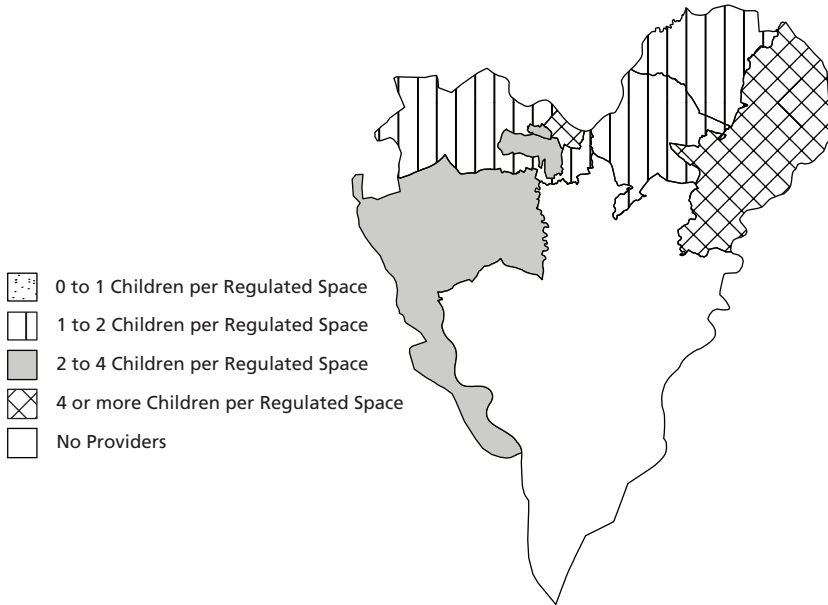 0 to 1 Children per Regulated Space
1 to 2 Children per Regulated Space
2 to 4 Children per Regulated Space
4 or more Children per Regulated Space
No Providers